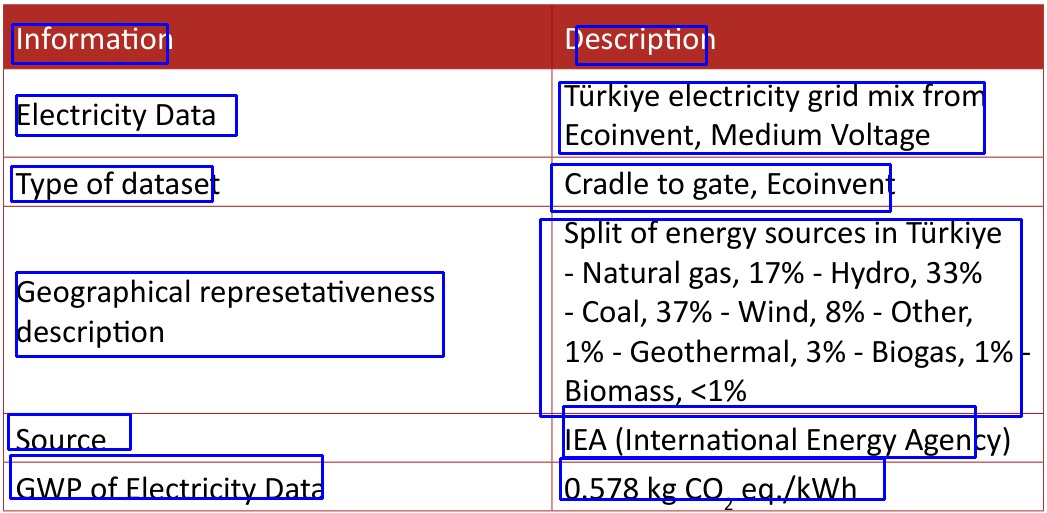 Information
Description
Electricity Data
Türkiye electricity grid mix from
Ecoinvent, Medium Voltage
Type of dataset
Cradle to gate, Ecoinvent
Geographical represetativeness
description
Split of energy sources in Türkiye
- Natural gas, 17% - Hydro, 33%
- Coal, 37% - Wind, 8% - Other,
1% - Geothermal, 3% - Biogas, 1% -
Biomass, <1%
Source
IEA (International Energy Agency)
GWP of Electricity Data
0.578 kg CO₂ eq./kWh